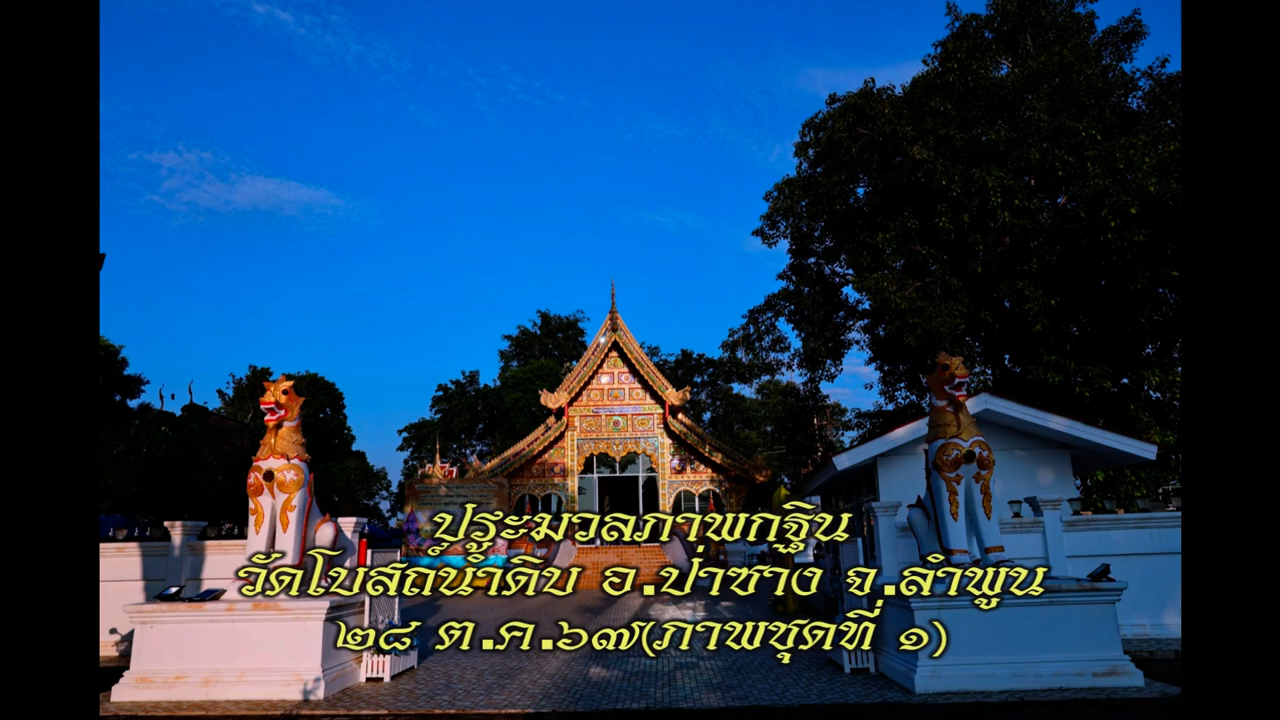 ประมวลภาพกฐิน
วัดโบสถ์น้ำดิบ อ.ป่าซาง จ.ลำพูน
๒๘ ต.ค.๖๗(ภาพชุดที่ ๑)